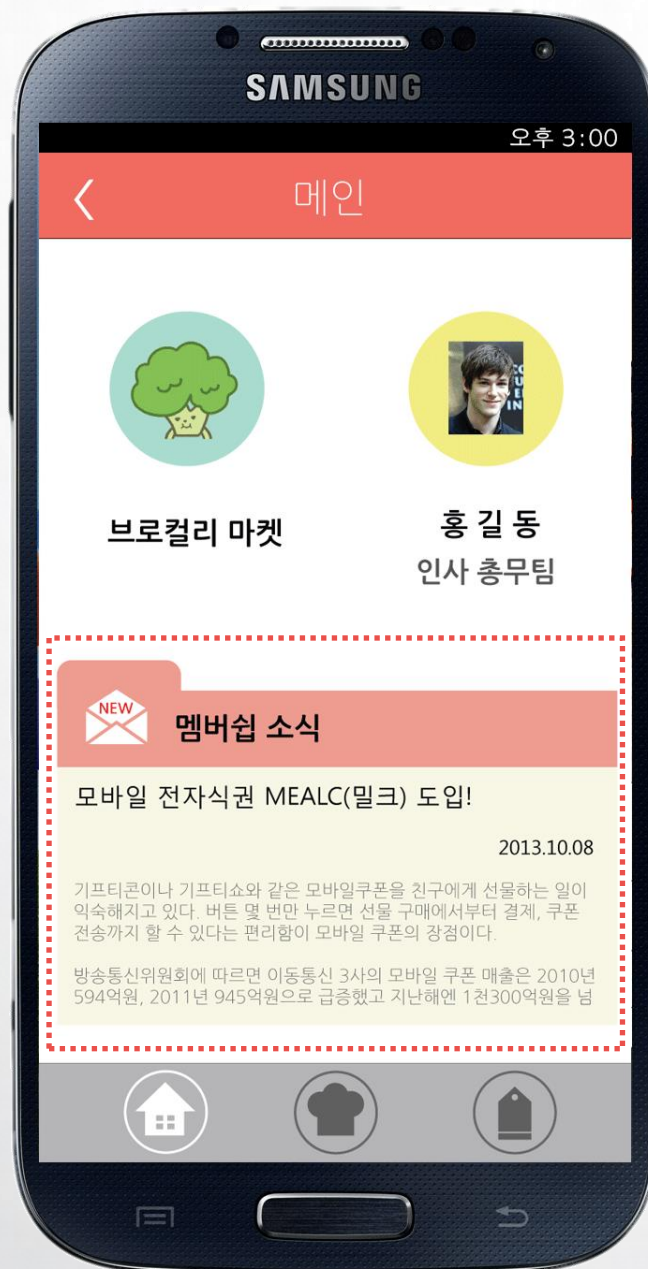 SAMSUNG
오후 3:00
메인
브로컬리 마켓
홍 길 동
인사 총무팀
NEW
멤버쉽 소식
모바일 전자식권 MEALC(밀크) 도입!
2013.10.08
기프티콘이나 기프티쇼와 같은 모바일쿠폰을 친구에게 선물하는 일이
익숙해지고 있다. 버튼 몇 번만 누르면 선물 구매에서부터 결제, 쿠폰
전송까지 할 수 있다는 편리함이 모바일 쿠폰의 장점이다.
방송통신위원회에 따르면 이동통신 3사의 모바일 쿠폰 매출은 2010년
594억원, 2011년 945억원으로 급증했고 지난해엔 1천300억원을 넘